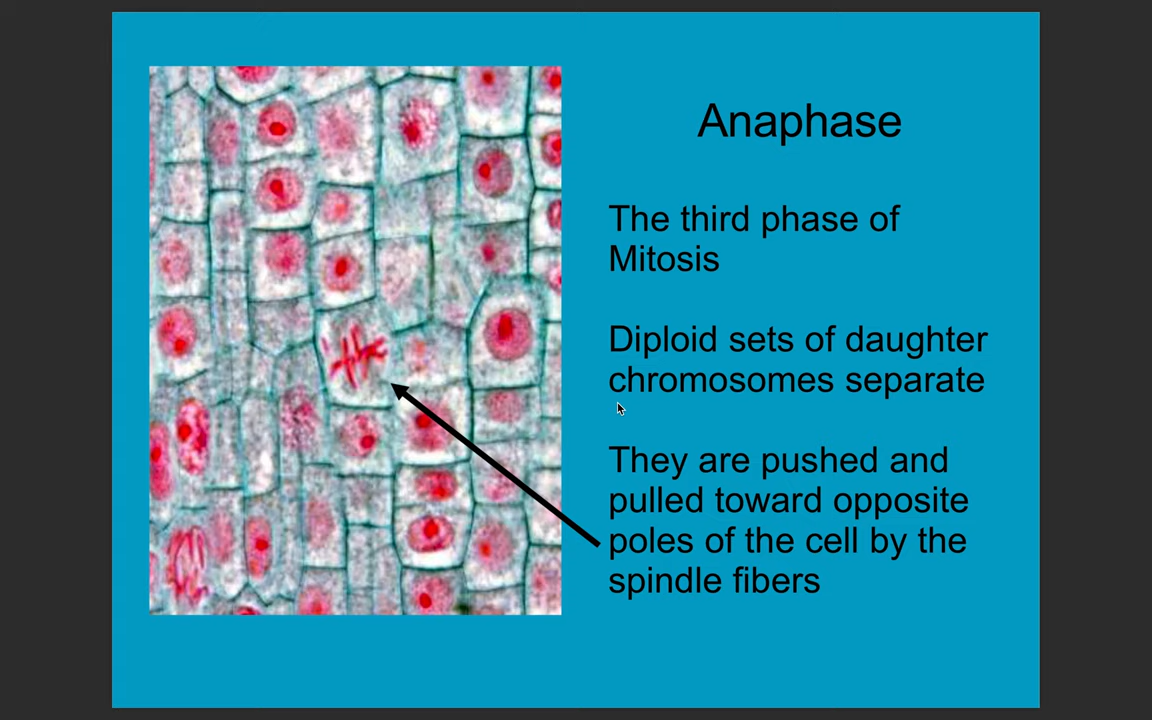 Anaphase
The third phase of
Mitosis
Diploid sets of daughter
chromosomes separate
They are pushed and
pulled toward opposite
poles of the cell by the
spindle fibers